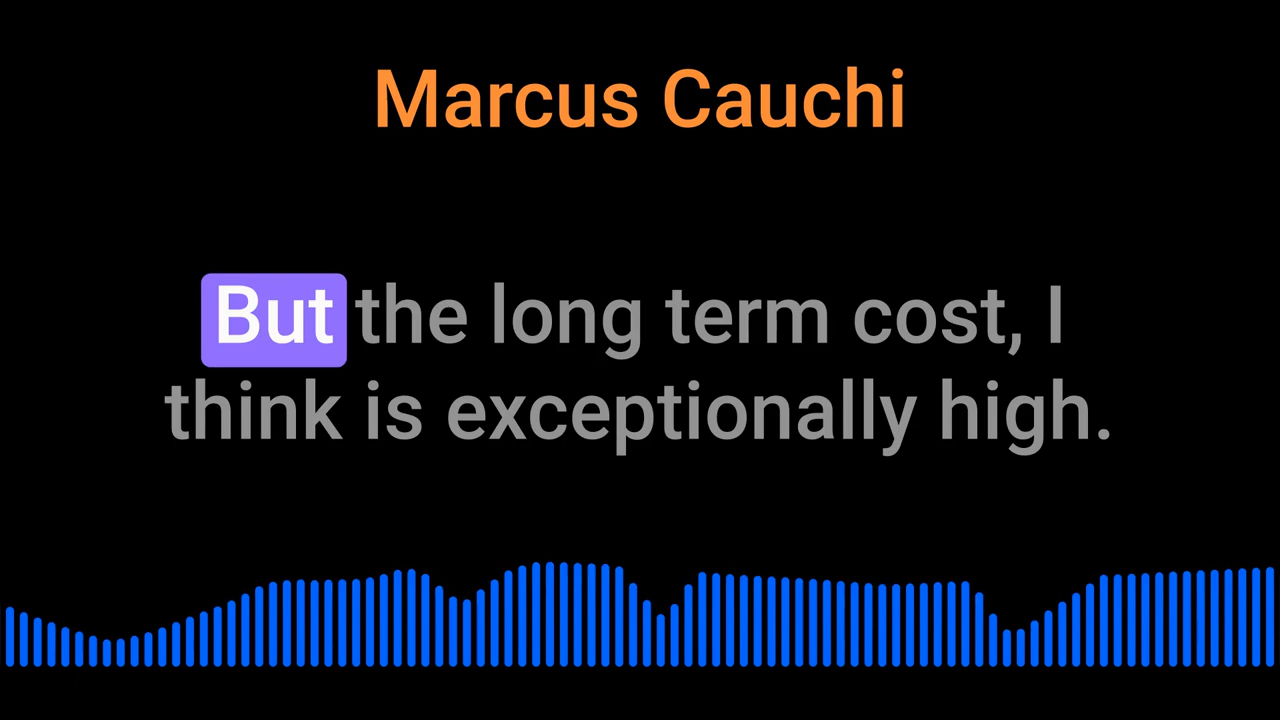 Marcus Cauchi
But the long term cost, I
think is exceptionally high.